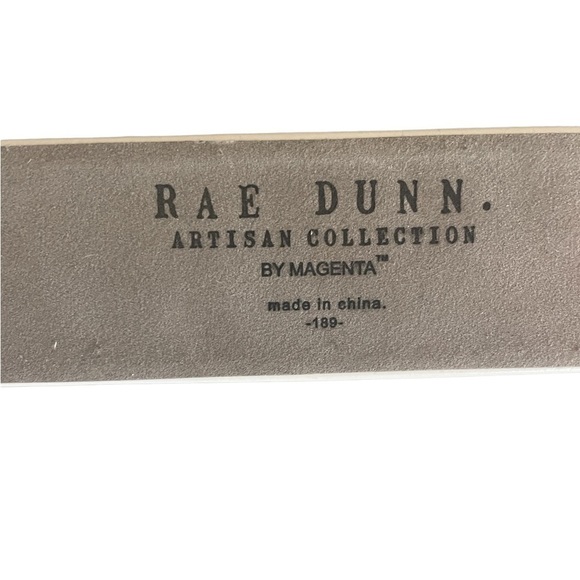 RAE DUNN.
ARTISAN COLLECTION
BY MAGENTA™
made in china.
-189-